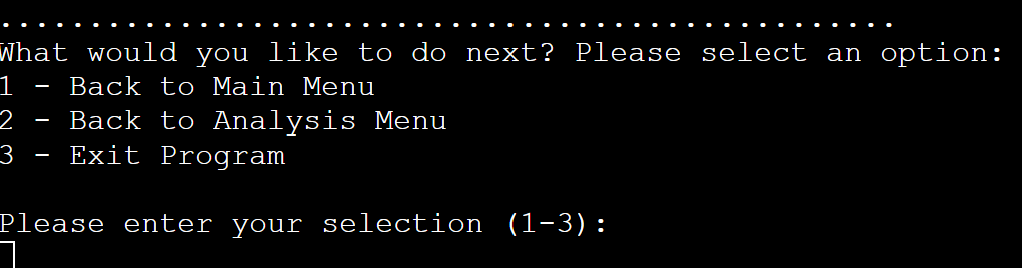 ..................................................
What would you like to do next? Please select an option:
1 - Back to Main Menu
2 - Back to Analysis Menu
3 - Exit Program
Please enter your selection (1-3):